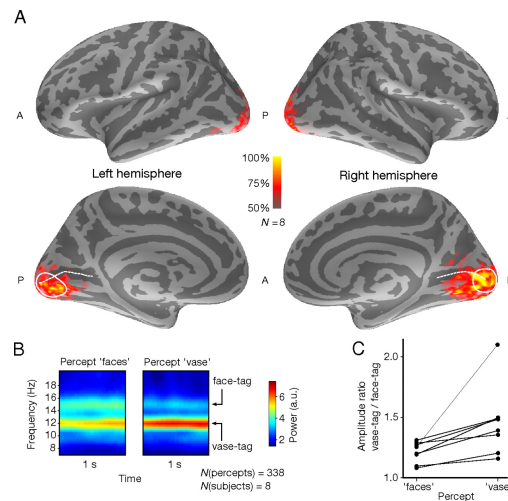 A
A
P
A
Left hemisphere
100%
75%
50%
N = 8
Right hemisphere
P
A
B
Percept 'faces'
Percept 'vase'
face-tag
vase-tag
Frequency (Hz)
18
16
14
12
10
8
1 s
1 s
Time
6
4
2
Power (a.u.)
N(percepts) = 338
N(subjects) = 8
C
Amplitude ratio
vase-tag / face-tag
2.0
1.5
1.0
'faces'
'vase'
Percept